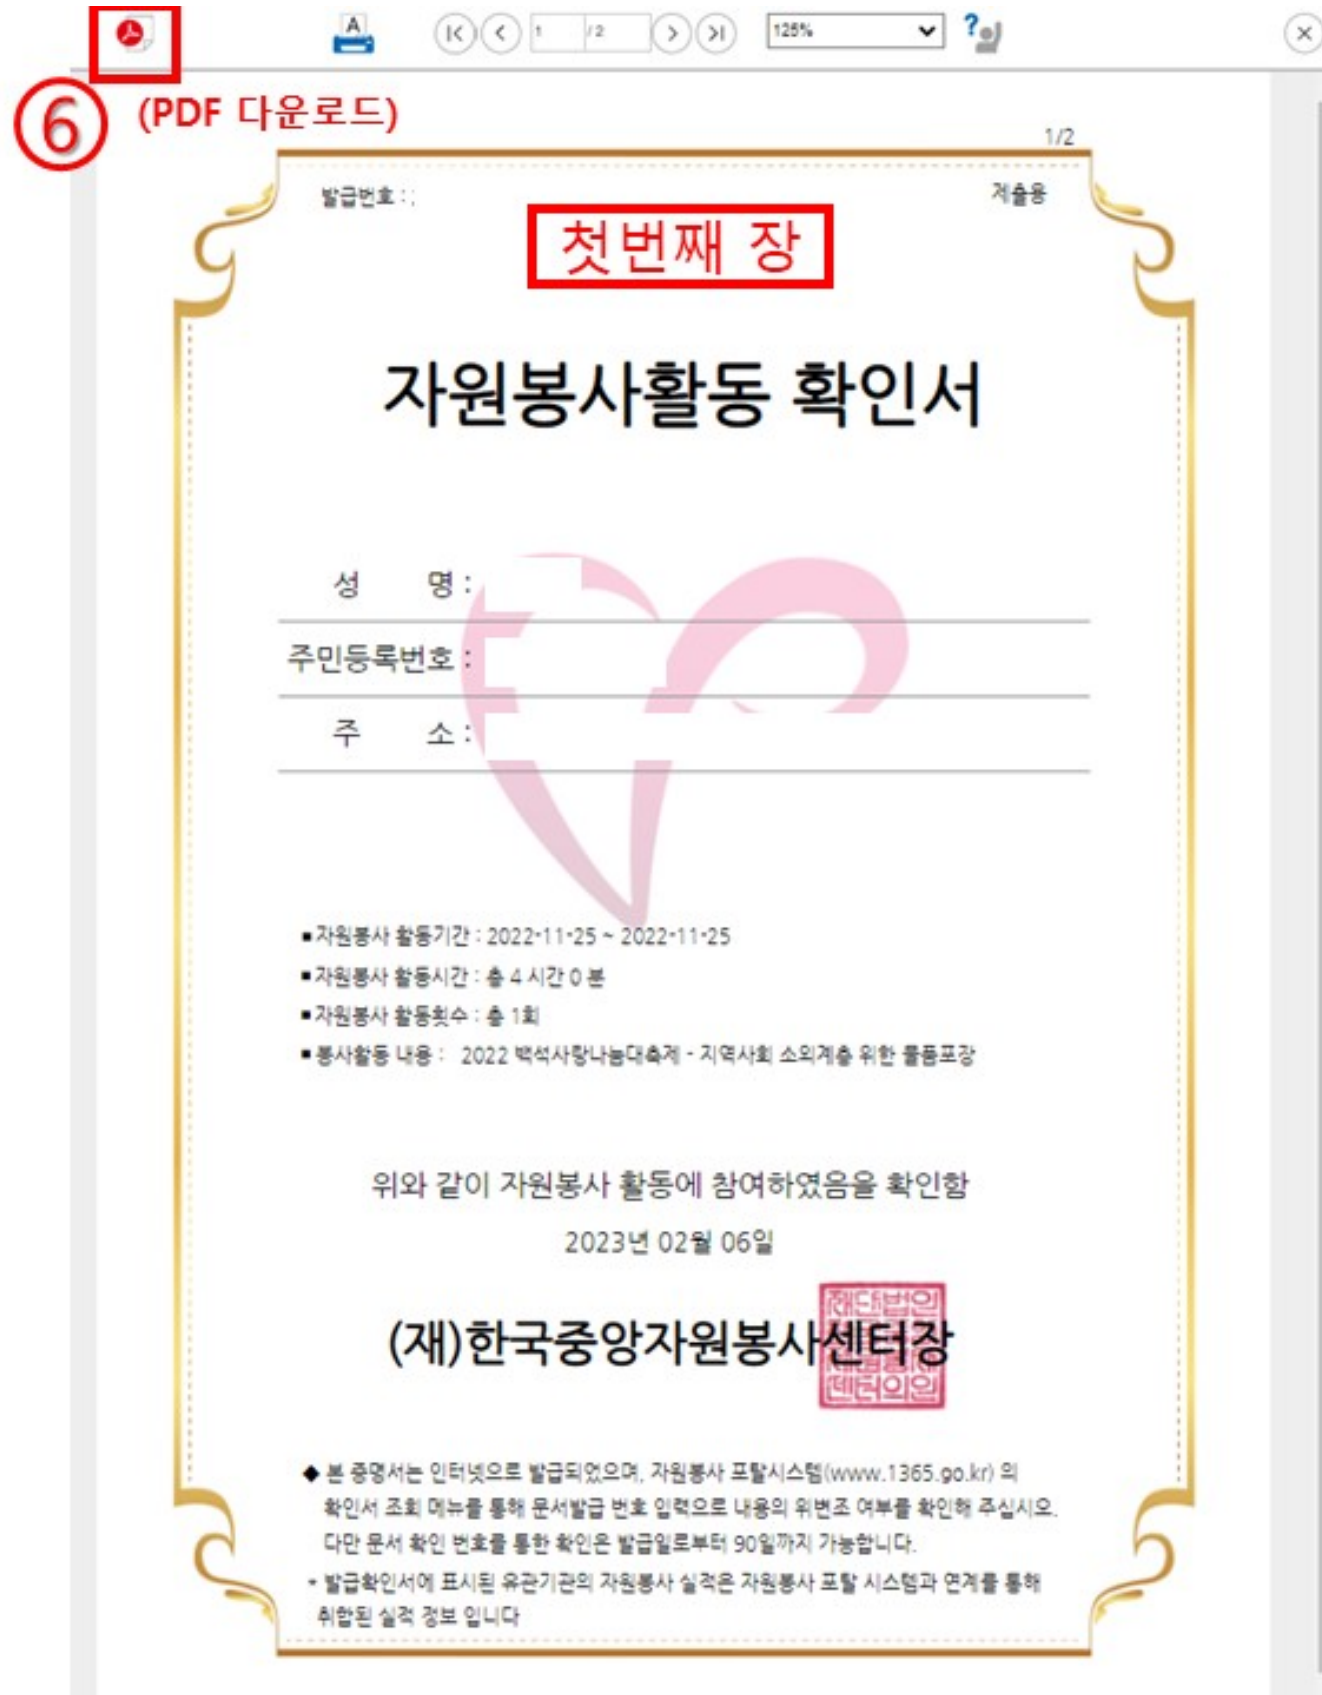 A
1 / 2
125%
?
⑥ (PDF 다운로드)
1/2
발급번호 : 제출용
첫번째 장
자원봉사활동 확인서
성 명 :
주민등록번호 :
주 소 :
■자원봉사 활동기간 : 2022-11-25 ~ 2022-11-25
■자원봉사 활동시간 : 총 4 시간 0 분
■자원봉사 활동횟수 : 총 1회
■봉사활동 내용 : 2022 백석사랑나눔대축제 - 지역사회 소외계층 위한 물품포장
위와 같이 자원봉사 활동에 참여하였음을 확인함
2023년 02월 06일
(재)한국중앙자원봉사센터장
재단법인
센터의인
◆ 본 증명서는 인터넷으로 발급되었으며, 자원봉사 포탈시스템(www.1365.go.kr) 의
확인서 조회 메뉴를 통해 문서발급 번호 입력으로 내용의 위변조 여부를 확인해 주십시오.
다만 문서 확인 번호를 통한 확인은 발급일로부터 90일까지 가능합니다.
* 발급확인서에 표시된 유관기관의 자원봉사 실적은 자원봉사 포탈 시스템과 연계를 통해
취합된 실적 정보 입니다